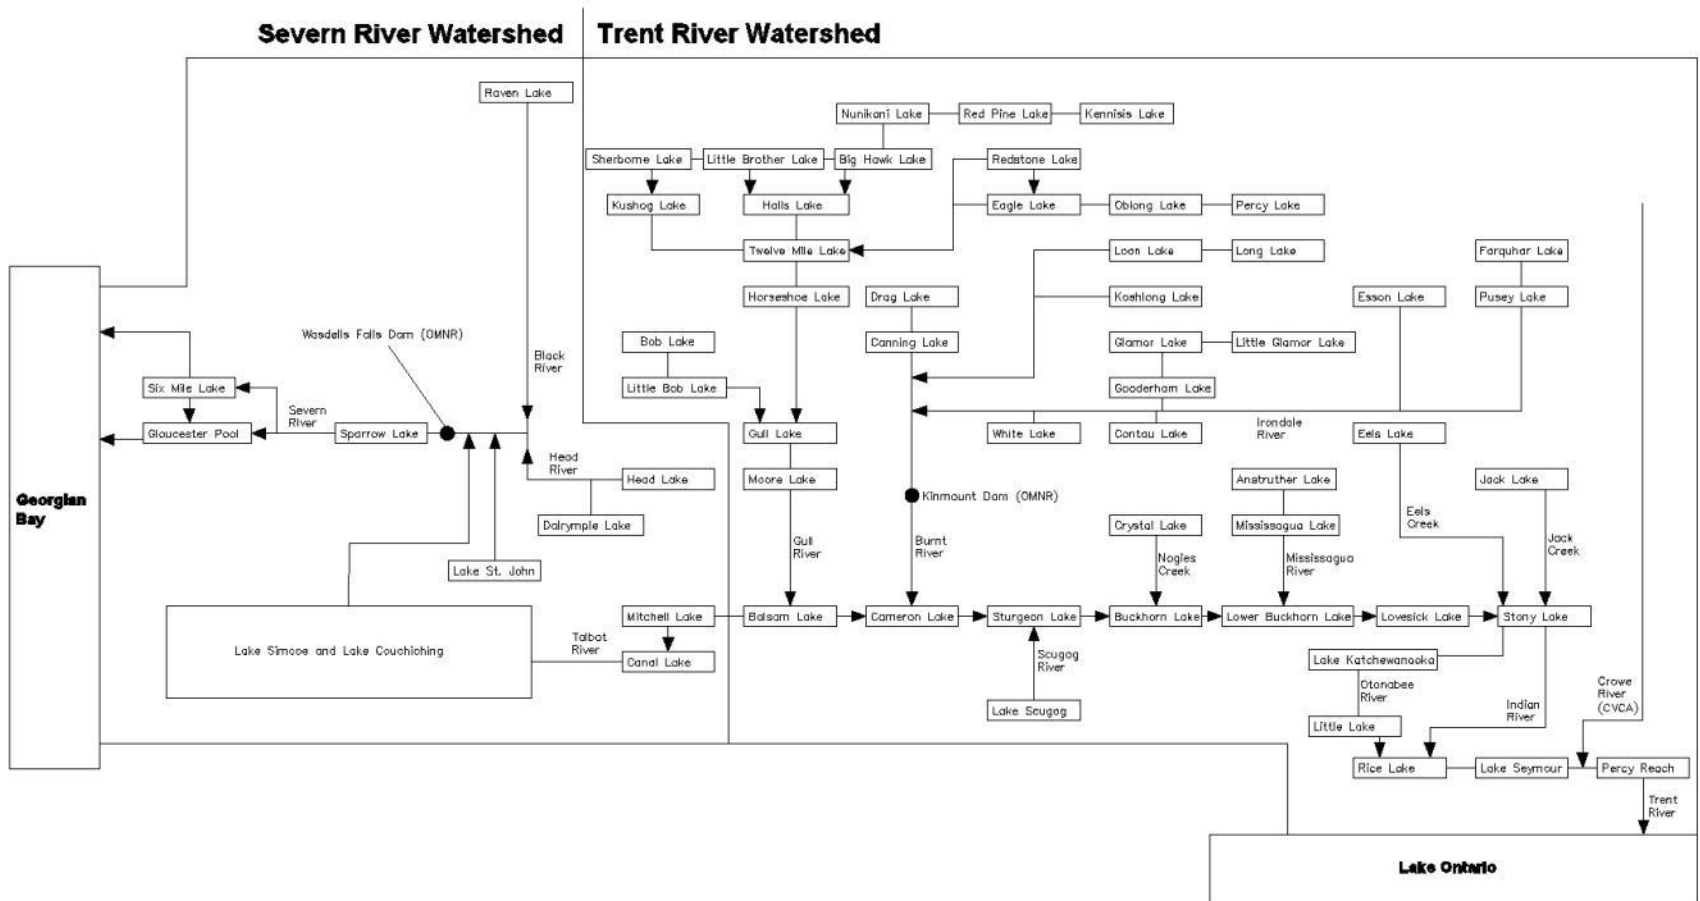 Severn River Watershed
Trent River Watershed
Raven Lake
Nunikani Lake
Red Pine Lake
Kennisis Lake
Sherborne Lake
Little Brother Lake
Big Hawk Lake
Redstone Lake
Kushog Lake
Halls Lake
Eagle Lake
Oblong Lake
Percy Lake
Twelve Mile Lake
Loon Lake
Long Lake
Farquhar Lake
Horseshoe Lake
Drag Lake
Koshlong Lake
Esson Lake
Pusey Lake
Wasdells Falls Dam (OMNR)
Bob Lake
Canning Lake
Glamor Lake
Little Glamor Lake
Black
River
Six Mile Lake
Little Bob Lake
Gooderham Lake
Severn
River
Gloucester Pool
Sparrow Lake
Gull Lake
White Lake
Contau Lake
Irondale
River
Eels Lake
Head
River
Head Lake
Moore Lake
Anstruther Lake
Jack Lake
Georgian
Bay
Kinmount Dam (OMNR)
Dalrymple Lake
Crystal Lake
Mississagua Lake
Eels
Creek
Gull
River
Burnt
River
Nogies
Creek
Mississagua
River
Jack
Creek
Lake St. John
Mitchell Lake
Balsam Lake
Cameron Lake
Sturgeon Lake
Buckhorn Lake
Lower Buckhorn Lake
Lovesick Lake
Stony Lake
Lake Simcoe and Lake Couchiching
Talbot
River
Canal Lake
Scugog
River
Lake Katchewanooka
Otonabee
River
Crowe
River
(CVCA)
Lake Scugog
Indian
River
Little Lake
Rice Lake
Lake Seymour
Percy Reach
Trent
River
Lake Ontario